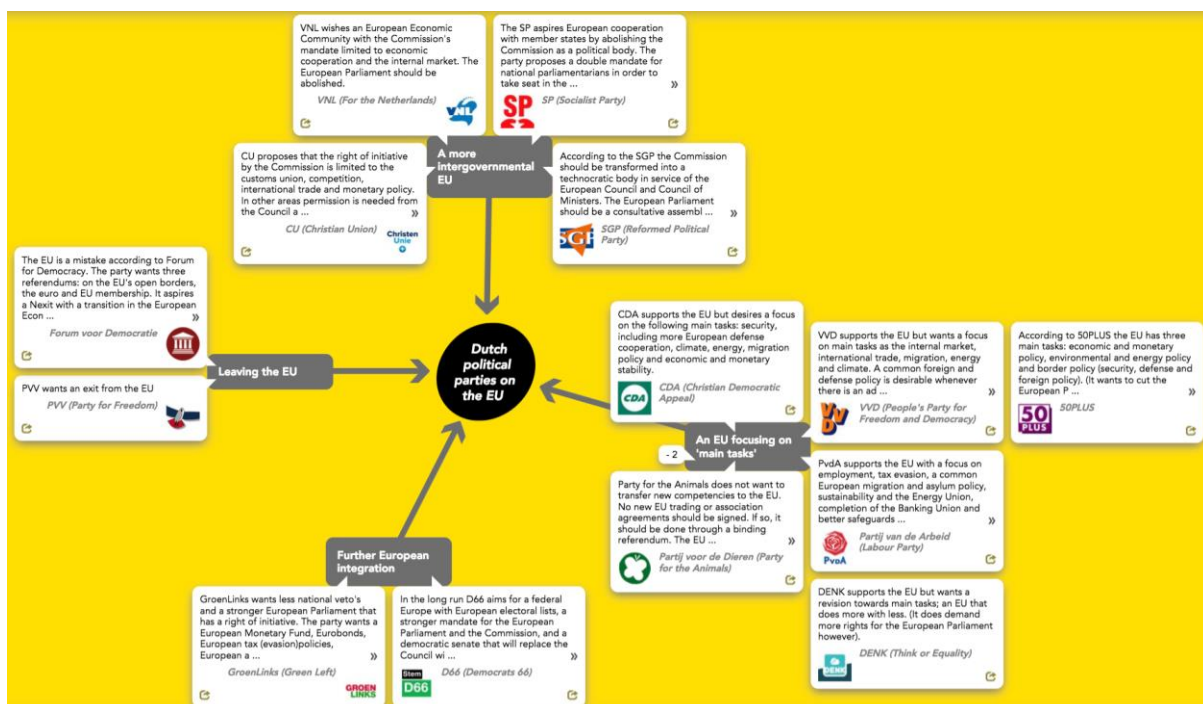 VNL wishes an European Economic
Community with the Commission's
mandate limited to economic
cooperation and the internal market. The
European Parliament should be
abolished.
VNL (For the Netherlands)
VNL
The SP aspires European cooperation
with member states by abolishing the
Commission as a political body. The
party proposes a double mandate for
national parliamentarians in order to
take seat in the ... »
SP
SP (Socialist Party)
CU proposes that the right of initiative
by the Commission is limited to the
customs union, competition,
international trade and monetary policy.
In other areas permission is needed from
the Council a ... »
CU (Christian Union)
Christen
Unie
A more
intergovernmental
EU
According to the SGP the Commission
should be transformed into a
technocratic body in service of the
European Council and Council of
Ministers. The European Parliament
should be a consultative assembl ... »
SGP
SGP (Reformed Political
Party)
The EU is a mistake according to Forum
for Democracy. The party wants three
referendums: on the EU's open borders,
the euro and EU membership. It aspires
a Nexit with a transition in the European
Econ ... »
Forum voor Democratie
Leaving the EU
PVV wants an exit from the EU
PVV (Party for Freedom)
Dutch
political
parties on
the EU
CDA supports the EU but desires a focus
on the following main tasks: security,
including more European defense
cooperation, climate, energy, migration
policy and economic and monetary
stability.
CDA
CDA (Christian Democratic
Appeal)
VVD supports the EU but wants a focus
on main tasks as the internal market,
international trade, migration, energy
and climate. A common foreign and
defense policy is desirable whenever
there is an ad ... »
VVD
VVD (People's Party for
Freedom and Democracy)
According to 50PLUS the EU has three
main tasks: economic and monetary
policy, environmental and energy policy
and border policy (security, defense and
foreign policy). (It wants to cut the
European P ... »
50
PLUS
50PLUS
An EU focusing on
'main tasks'
- 2
Party for the Animals does not want to
transfer new competencies to the EU.
No new EU trading or association
agreements should be signed. If so, it
should be done through a binding
referendum. The EU ... »
Partij voor de Dieren (Party
for the Animals)
PvdA supports the EU with a focus on
employment, tax evasion, a common
European migration and asylum policy,
sustainability and the Energy Union,
completion of the Banking Union and
better safeguards ... »
PvdA
Partij van de Arbeid
(Labour Party)
DENK supports the EU but wants a
revision towards main tasks; an EU that
does more with less. (It does demand
more rights for the European Parliament
however).
DENK
DENK (Think or Equality)
Further European
integration
GroenLinks wants less national veto's
and a stronger European Parliament that
has a right of initiative. The party wants a
European Monetary Fund, Eurobonds,
European tax (evasion)policies,
European a ... »
GroenLinks (Green Left)
GROEN
LINKS
In the long run D66 aims for a federal
Europe with European electoral lists, a
stronger mandate for the European
Parliament and the Commission, and a
democratic senate that will replace the
Council wi ... »
Stem
D66
D66 (Democrats 66)